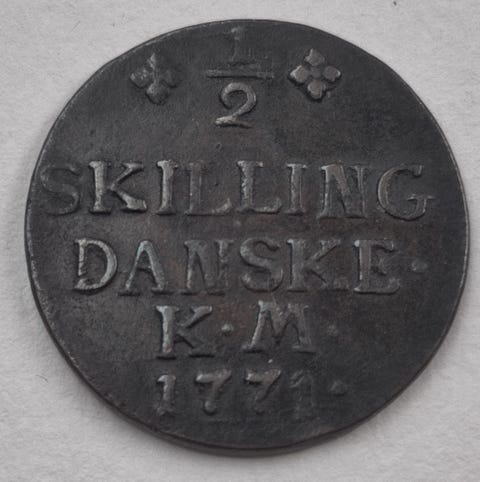 1/2
SKILLING
DANSKE·
K·M·
1771·